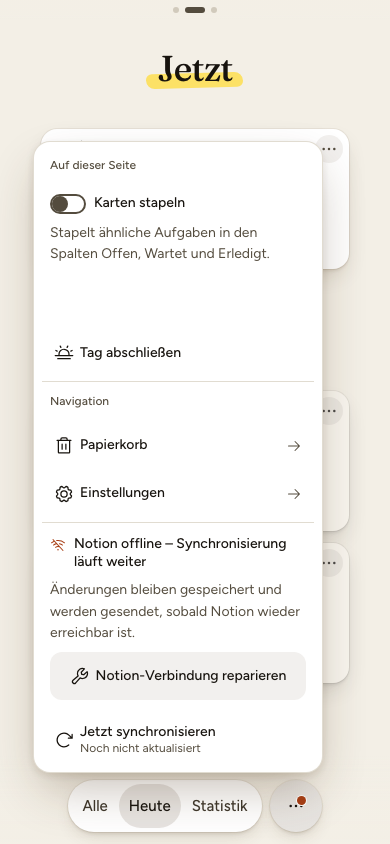 Jetzt
Auf dieser Seite
Karten stapeln
Stapelt ähnliche Aufgaben in den
Spalten Offen, Wartet und Erledigt.
Tag abschließen
Navigation
Papierkorb
Einstellungen
Notion offline – Synchronisierung
läuft weiter
Änderungen bleiben gespeichert und
werden gesendet, sobald Notion wieder
erreichbar ist.
Notion-Verbindung reparieren
Jetzt synchronisieren
Noch nicht aktualisiert
Alle
Heute
Statistik